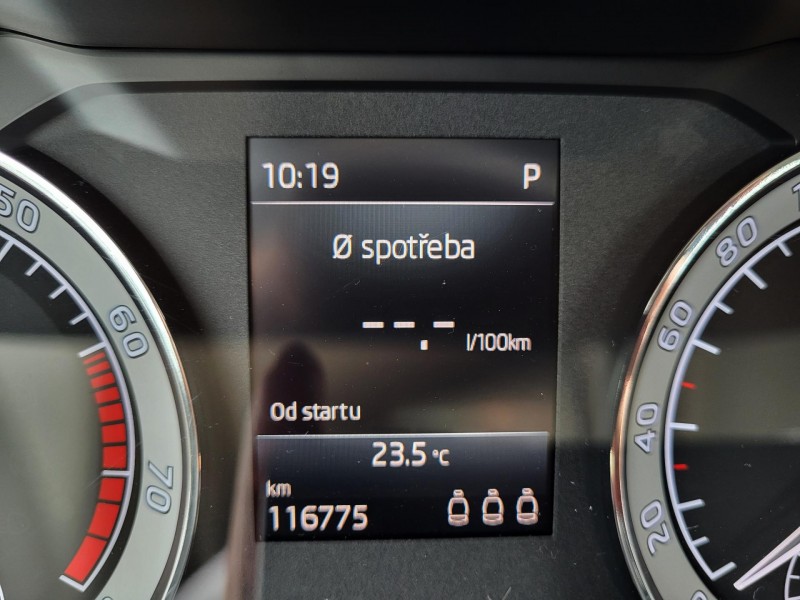 10:19 P
Ø spotřeba
--.- l/100km
Od startu
23.5 °C
km
116775
50
60
70
80
60
40
20